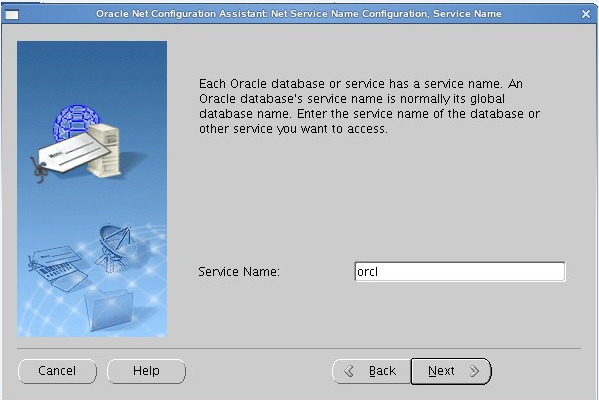 Oracle Net Configuration Assistant: Net Service Name Configuration, Service Name
Each Oracle database or service has a service name. An
Oracle database's service name is normally its global
database name. Enter the service name of the database or
other service you want to access.
Service Name:
orcl
Cancel
Help
Back
Next